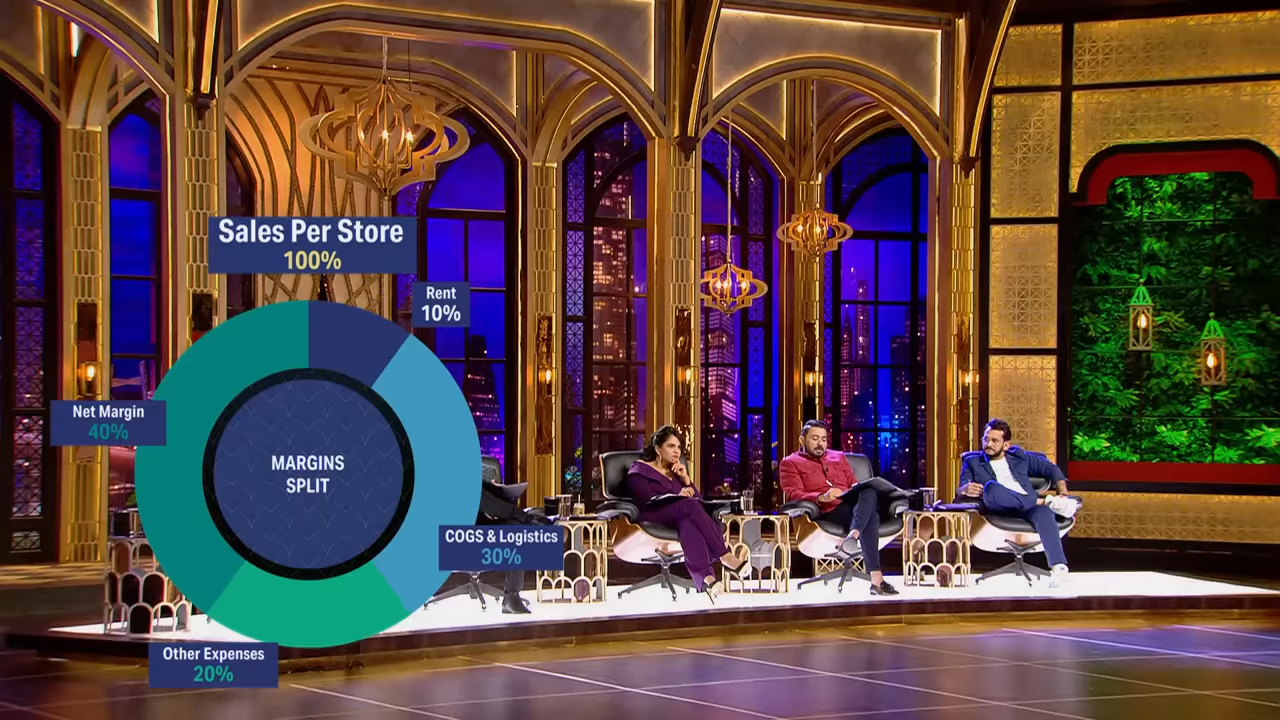 Sales Per Store
100%
Rent
10%
Net Margin
40%
MARGINS
SPLIT
COGS & Logistics
30%
Other Expenses
20%